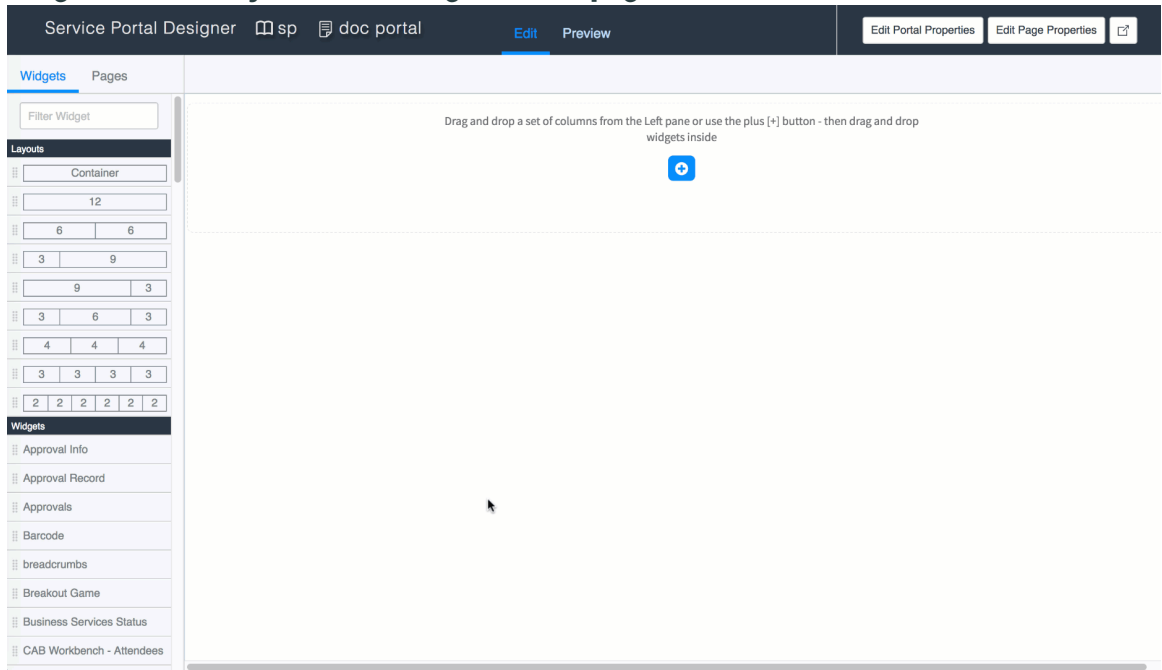 Service Portal Designer sp doc portal Edit Preview Edit Portal Properties Edit Page Properties
Widgets Pages
Filter Widget
Drag and drop a set of columns from the Left pane or use the plus [+] button - then drag and drop
widgets inside
Layouts
Container
12
6 6
3 9
9 3
3 6 3
4 4 4
3 3 3 3
2 2 2 2 2 2
Widgets
Approval Info
Approval Record
Approvals
Barcode
breadcrumbs
Breakout Game
Business Services Status
CAB Workbench - Attendees